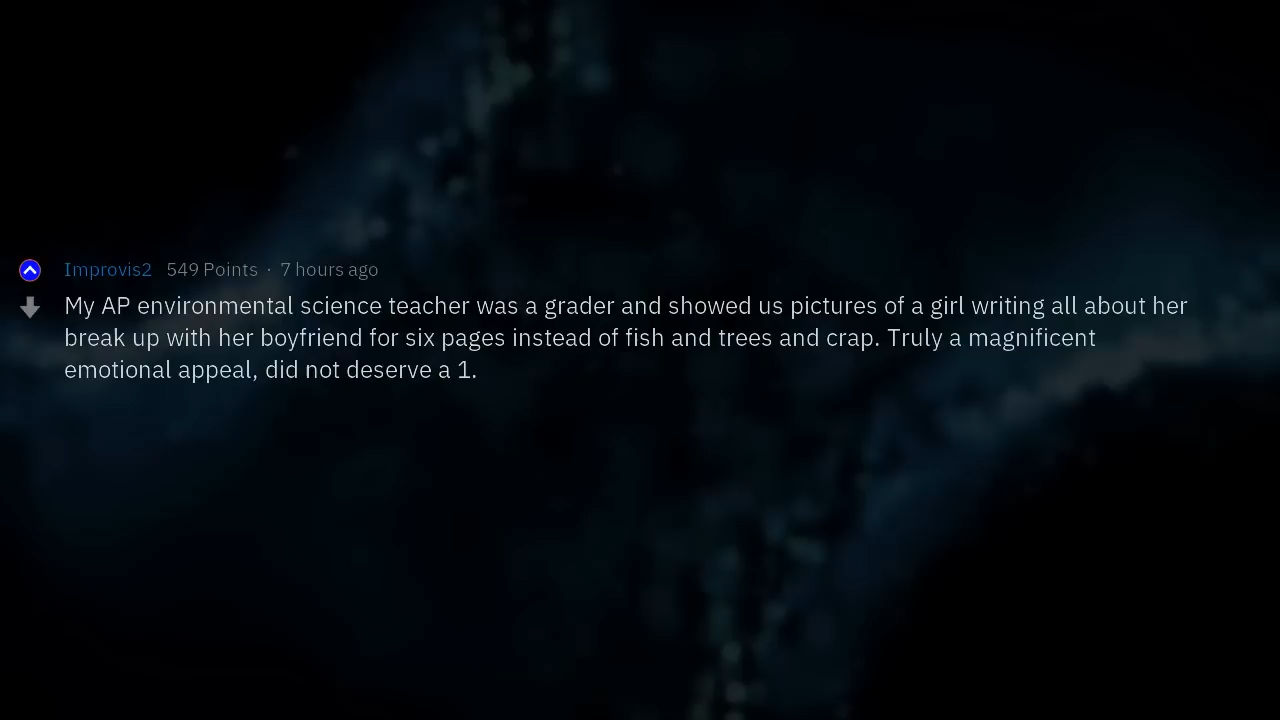 Improvis2 549 Points · 7 hours ago
My AP environmental science teacher was a grader and showed us pictures of a girl writing all about her
break up with her boyfriend for six pages instead of fish and trees and crap. Truly a magnificent
emotional appeal, did not deserve a 1.